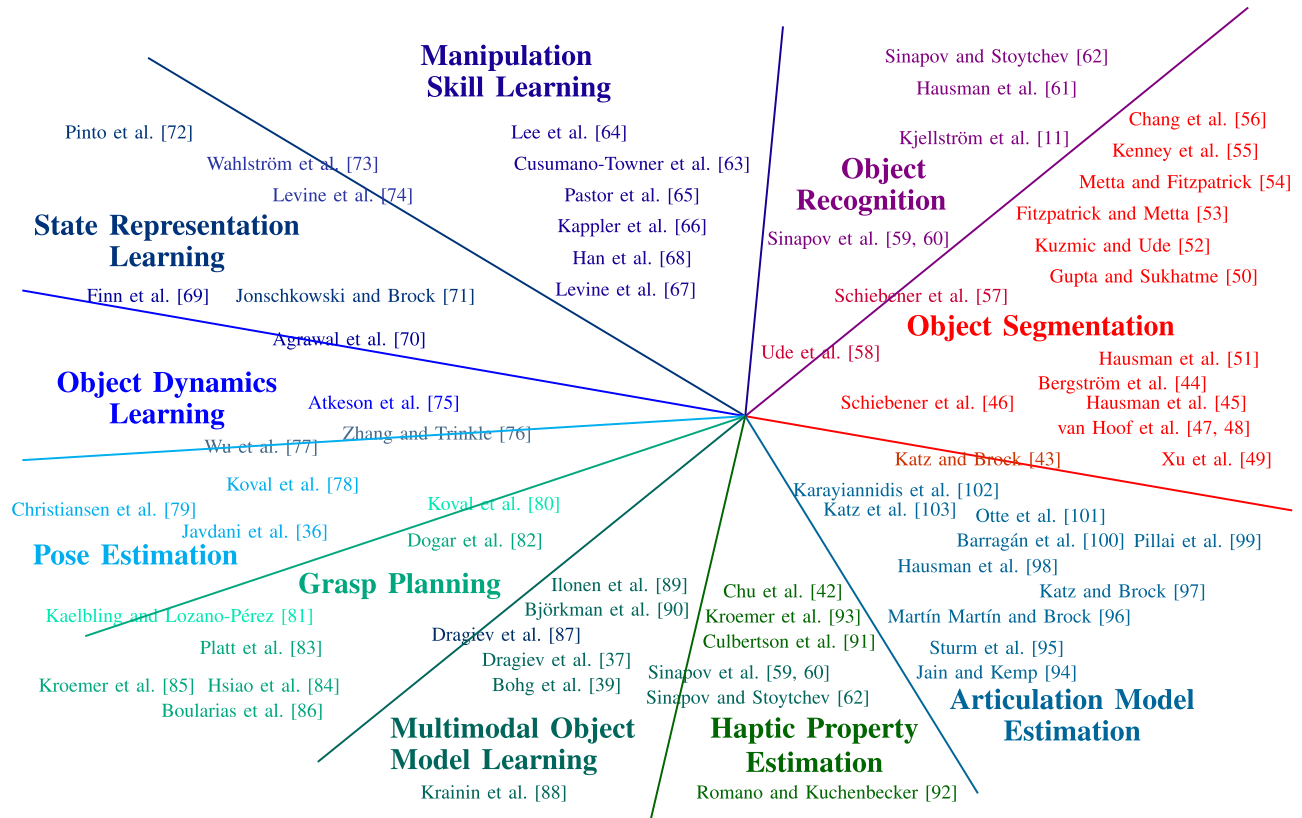 Manipulation
Skill Learning
Lee et al. [64]
Cusumano-Towner et al. [63]
Pastor et al. [65]
Kappler et al. [66]
Han et al. [68]
Levine et al. [67]
Sinapov and Stoytchev [62]
Hausman et al. [61]
Kjellström et al. [11]
Object
Recognition
Sinapov et al. [59, 60]
Chang et al. [56]
Kenney et al. [55]
Metta and Fitzpatrick [54]
Fitzpatrick and Metta [53]
Kuzmic and Ude [52]
Gupta and Sukhatme [50]
Schiebener et al. [57]
Object Segmentation
Ude et al. [58]
Hausman et al. [51]
Bergström et al. [44]
Schiebener et al. [46]
Hausman et al. [45]
van Hoof et al. [47, 48]
Katz and Brock [43]
Xu et al. [49]
Pinto et al. [72]
Wahlström et al. [73]
Levine et al. [74]
State Representation
Learning
Finn et al. [69]
Jonschkowski and Brock [71]
Agrawal et al. [70]
Object Dynamics
Learning
Atkeson et al. [75]
Zhang and Trinkle [76]
Wu et al. [77]
Koval et al. [78]
Christiansen et al. [79]
Javdani et al. [36]
Pose Estimation
Koval et al. [80]
Dogar et al. [82]
Grasp Planning
Kaelbling and Lozano-Pérez [81]
Platt et al. [83]
Kroemer et al. [85]
Hsiao et al. [84]
Boularias et al. [86]
Ilonen et al. [89]
Björkman et al. [90]
Dragiev et al. [87]
Dragiev et al. [37]
Bohg et al. [39]
Multimodal Object
Model Learning
Krainin et al. [88]
Chu et al. [42]
Kroemer et al. [93]
Culbertson et al. [91]
Sinapov et al. [59, 60]
Sinapov and Stoytchev [62]
Haptic Property
Estimation
Romano and Kuchenbecker [92]
Karayiannidis et al. [102]
Katz et al. [103]
Otte et al. [101]
Barragán et al. [100]
Pillai et al. [99]
Hausman et al. [98]
Katz and Brock [97]
Martín Martín and Brock [96]
Sturm et al. [95]
Jain and Kemp [94]
Articulation Model
Estimation